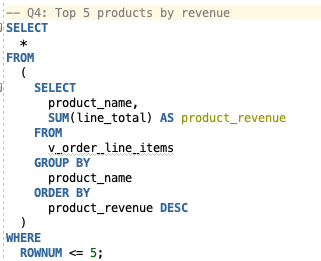 -- Q4: Top 5 products by revenue
SELECT
  *
FROM
  (
    SELECT
      product_name,
      SUM(line_total) AS product_revenue
    FROM
      v_order_line_items
    GROUP BY
      product_name
    ORDER BY
      product_revenue DESC
  )
WHERE
  ROWNUM <= 5;